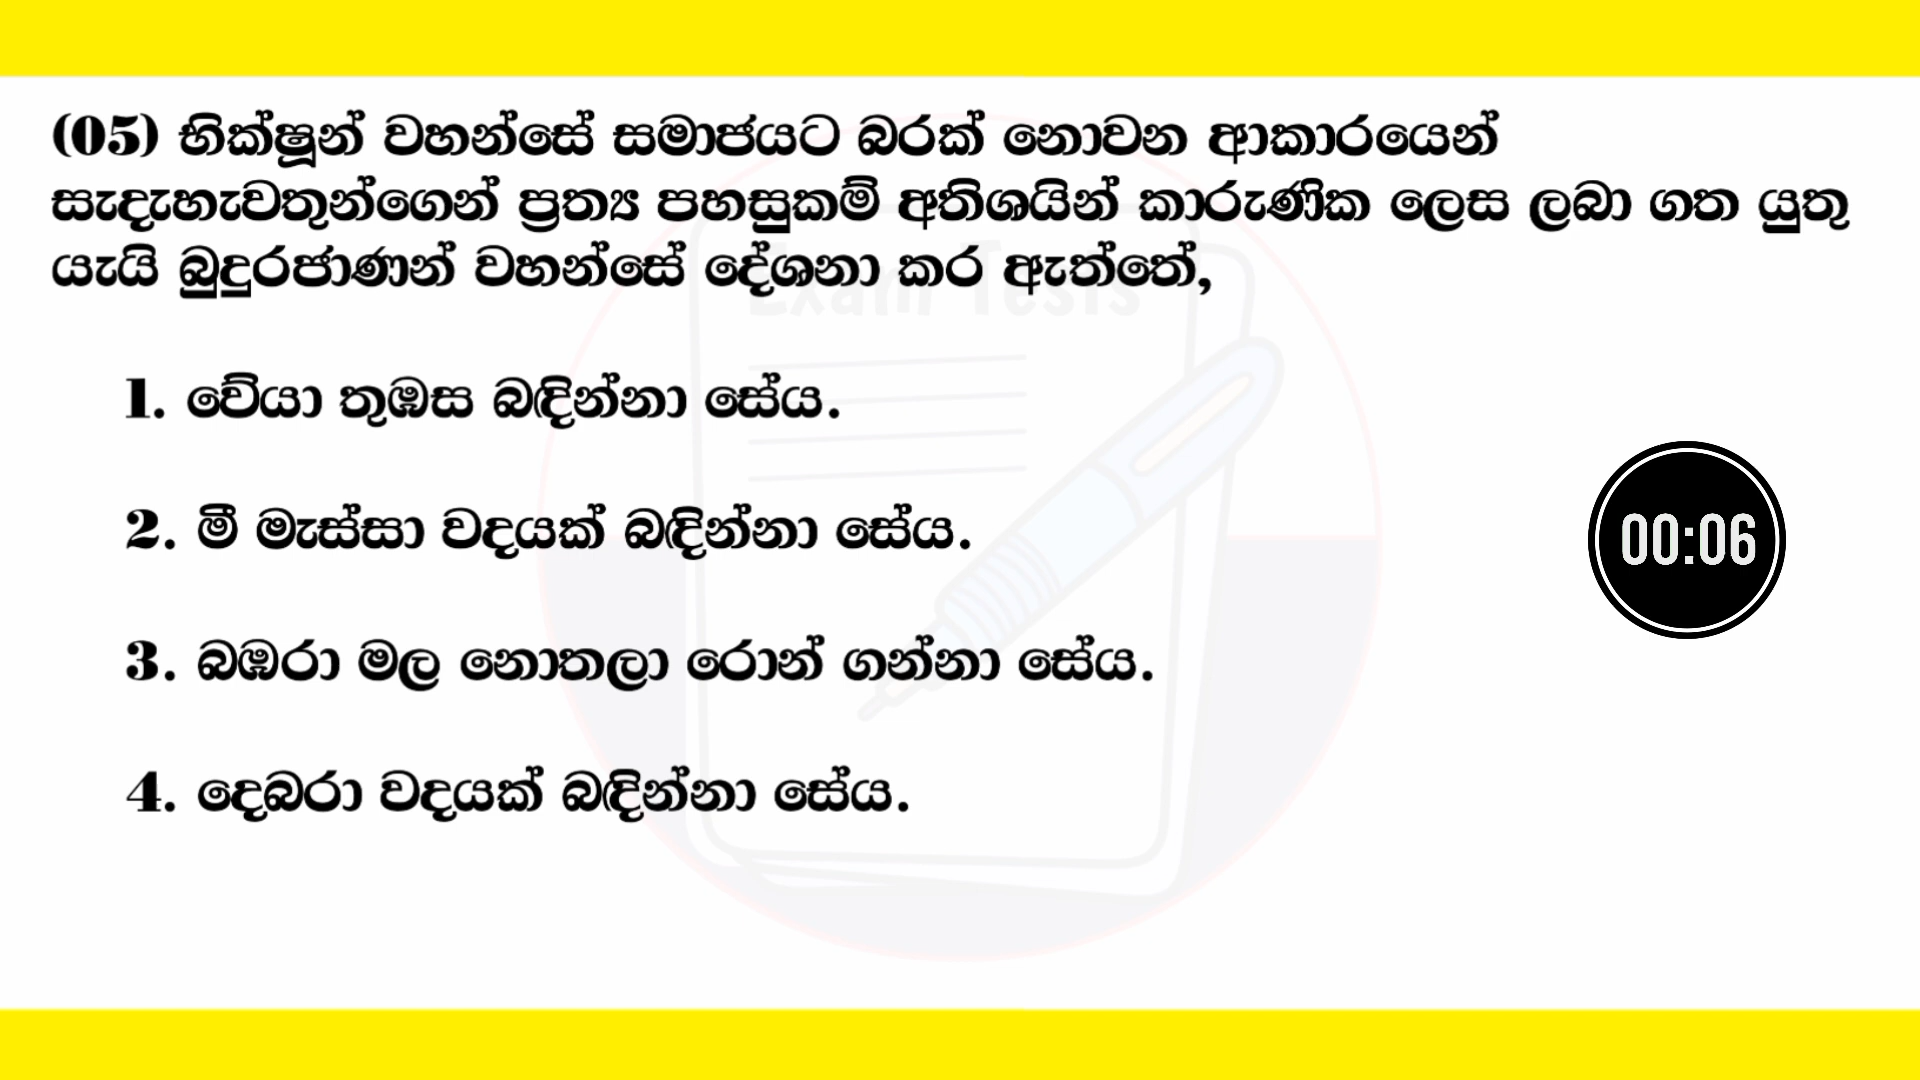 (05) භික්ෂූන් වහන්සේ සමාජයට බරක් නොවන ආකාරයෙන්
සැදැහැවතුන්ගෙන් ප්‍රත්‍ය පහසුකම් අතිශයින් කාරුණික ලෙස ලබා ගත යුතු
යැයි බුදුරජාණන් වහන්සේ දේශනා කර ඇත්තේ,
Exam Tests
1. වේයා තුඹස බඳින්නා සේය.
2. මී මැස්සා වදයක් බඳින්නා සේය.
00:06
3. බඹරා මල නොතලා රොන් ගන්නා සේය.
4. දෙබරා වදයක් බඳින්නා සේය.